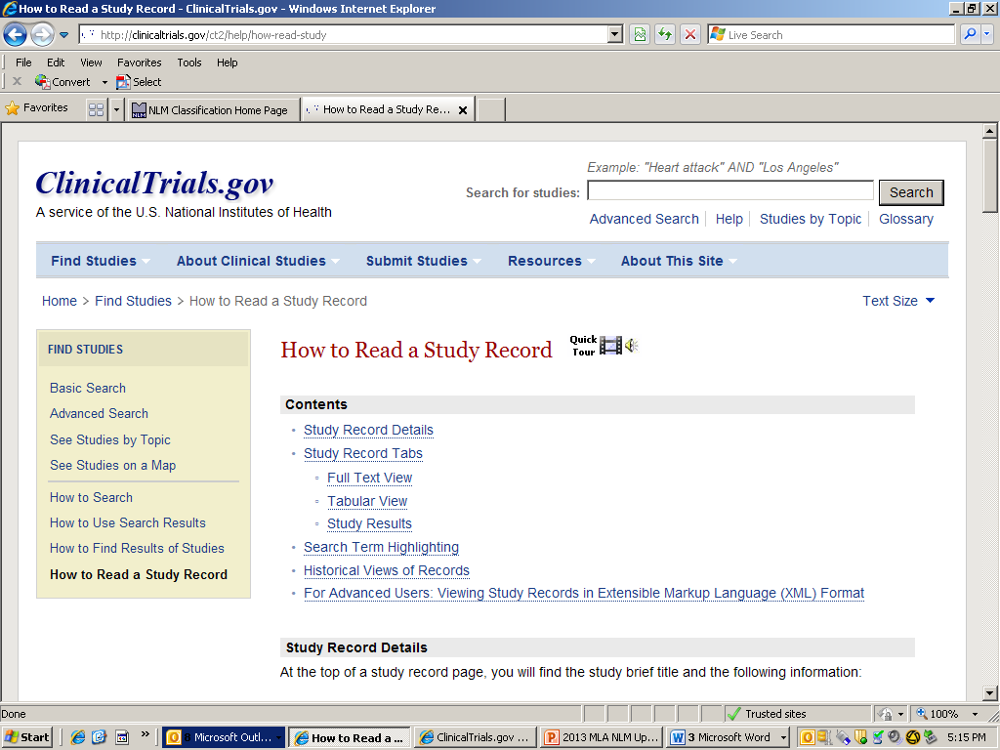 How to Read a Study Record - ClinicalTrials.gov - Windows Internet Explorer
http://clinicaltrials.gov/ct2/help/how-read-study
Live Search
File Edit View Favorites Tools Help
Convert Select
Favorites NLM Classification Home Page How to Read a Study Re...
Example: "Heart attack" AND "Los Angeles"
ClinicalTrials.gov
Search for studies: Search
A service of the U.S. National Institutes of Health
Advanced Search Help Studies by Topic Glossary
Find Studies About Clinical Studies Submit Studies Resources About This Site
Home > Find Studies > How to Read a Study Record Text Size
FIND STUDIES
Basic Search
Advanced Search
See Studies by Topic
See Studies on a Map
How to Search
How to Use Search Results
How to Find Results of Studies
How to Read a Study Record
How to Read a Study Record Quick Tour
Contents
Study Record Details
Study Record Tabs
Full Text View
Tabular View
Study Results
Search Term Highlighting
Historical Views of Records
For Advanced Users: Viewing Study Records in Extensible Markup Language (XML) Format
Study Record Details
At the top of a study record page, you will find the study brief title and the following information:
Done Trusted sites 100%
Start » 8 Microsoft Outl... How to Read a ... ClinicalTrials.gov ... 2013 MLA NLM Up... 3 Microsoft Word 5:15 PM